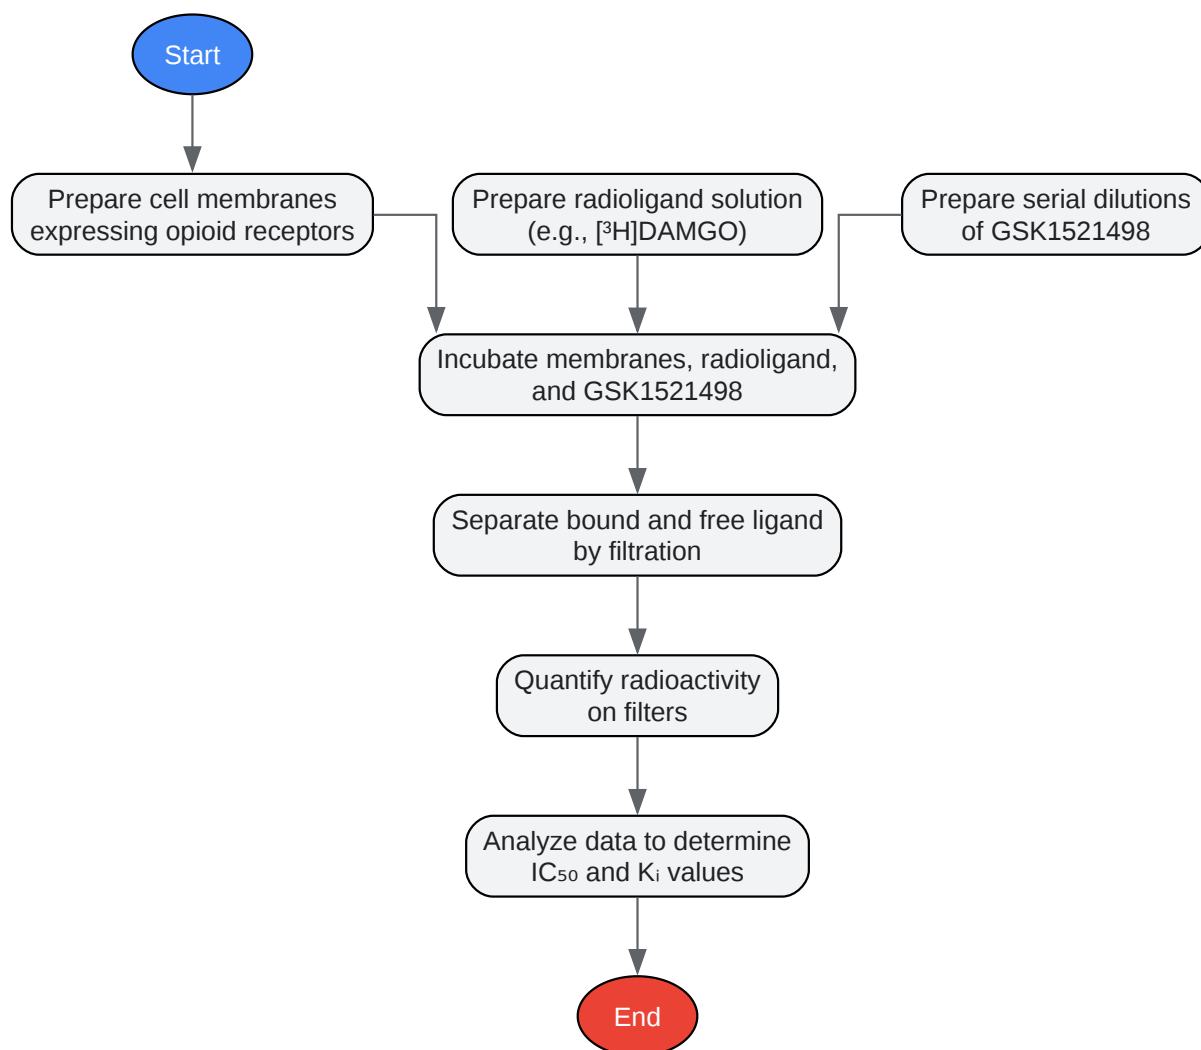 Start
Prepare cell membranes
expressing opioid receptors
Prepare radioligand solution
(e.g., [³H]DAMGO)
Prepare serial dilutions
of GSK1521498
Incubate membranes, radioligand,
and GSK1521498
Separate bound and free ligand
by filtration
Quantify radioactivity
on filters
Analyze data to determine
IC₅₀ and Kᵢ values
End